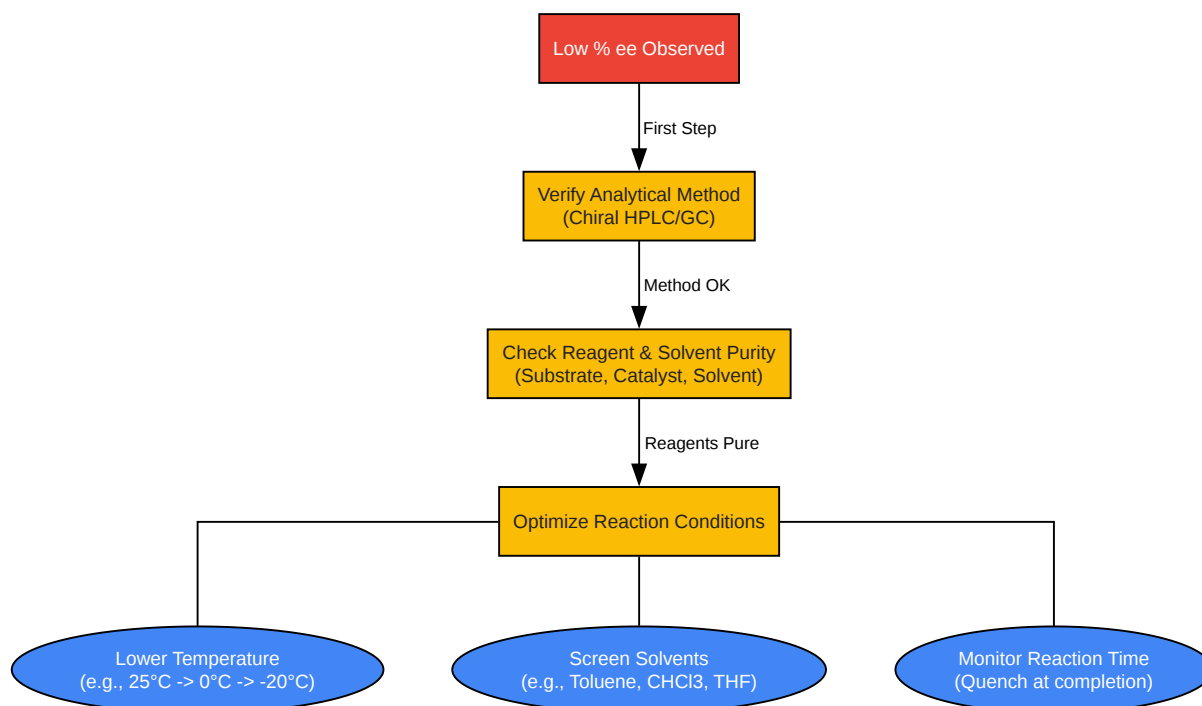 Low % ee Observed
First Step
Verify Analytical Method
(Chiral HPLC/GC)
Method OK
Check Reagent & Solvent Purity
(Substrate, Catalyst, Solvent)
Reagents Pure
Optimize Reaction Conditions
Lower Temperature
(e.g., 25°C -> 0°C -> -20°C)
Screen Solvents
(e.g., Toluene, CHCl3, THF)
Monitor Reaction Time
(Quench at completion)